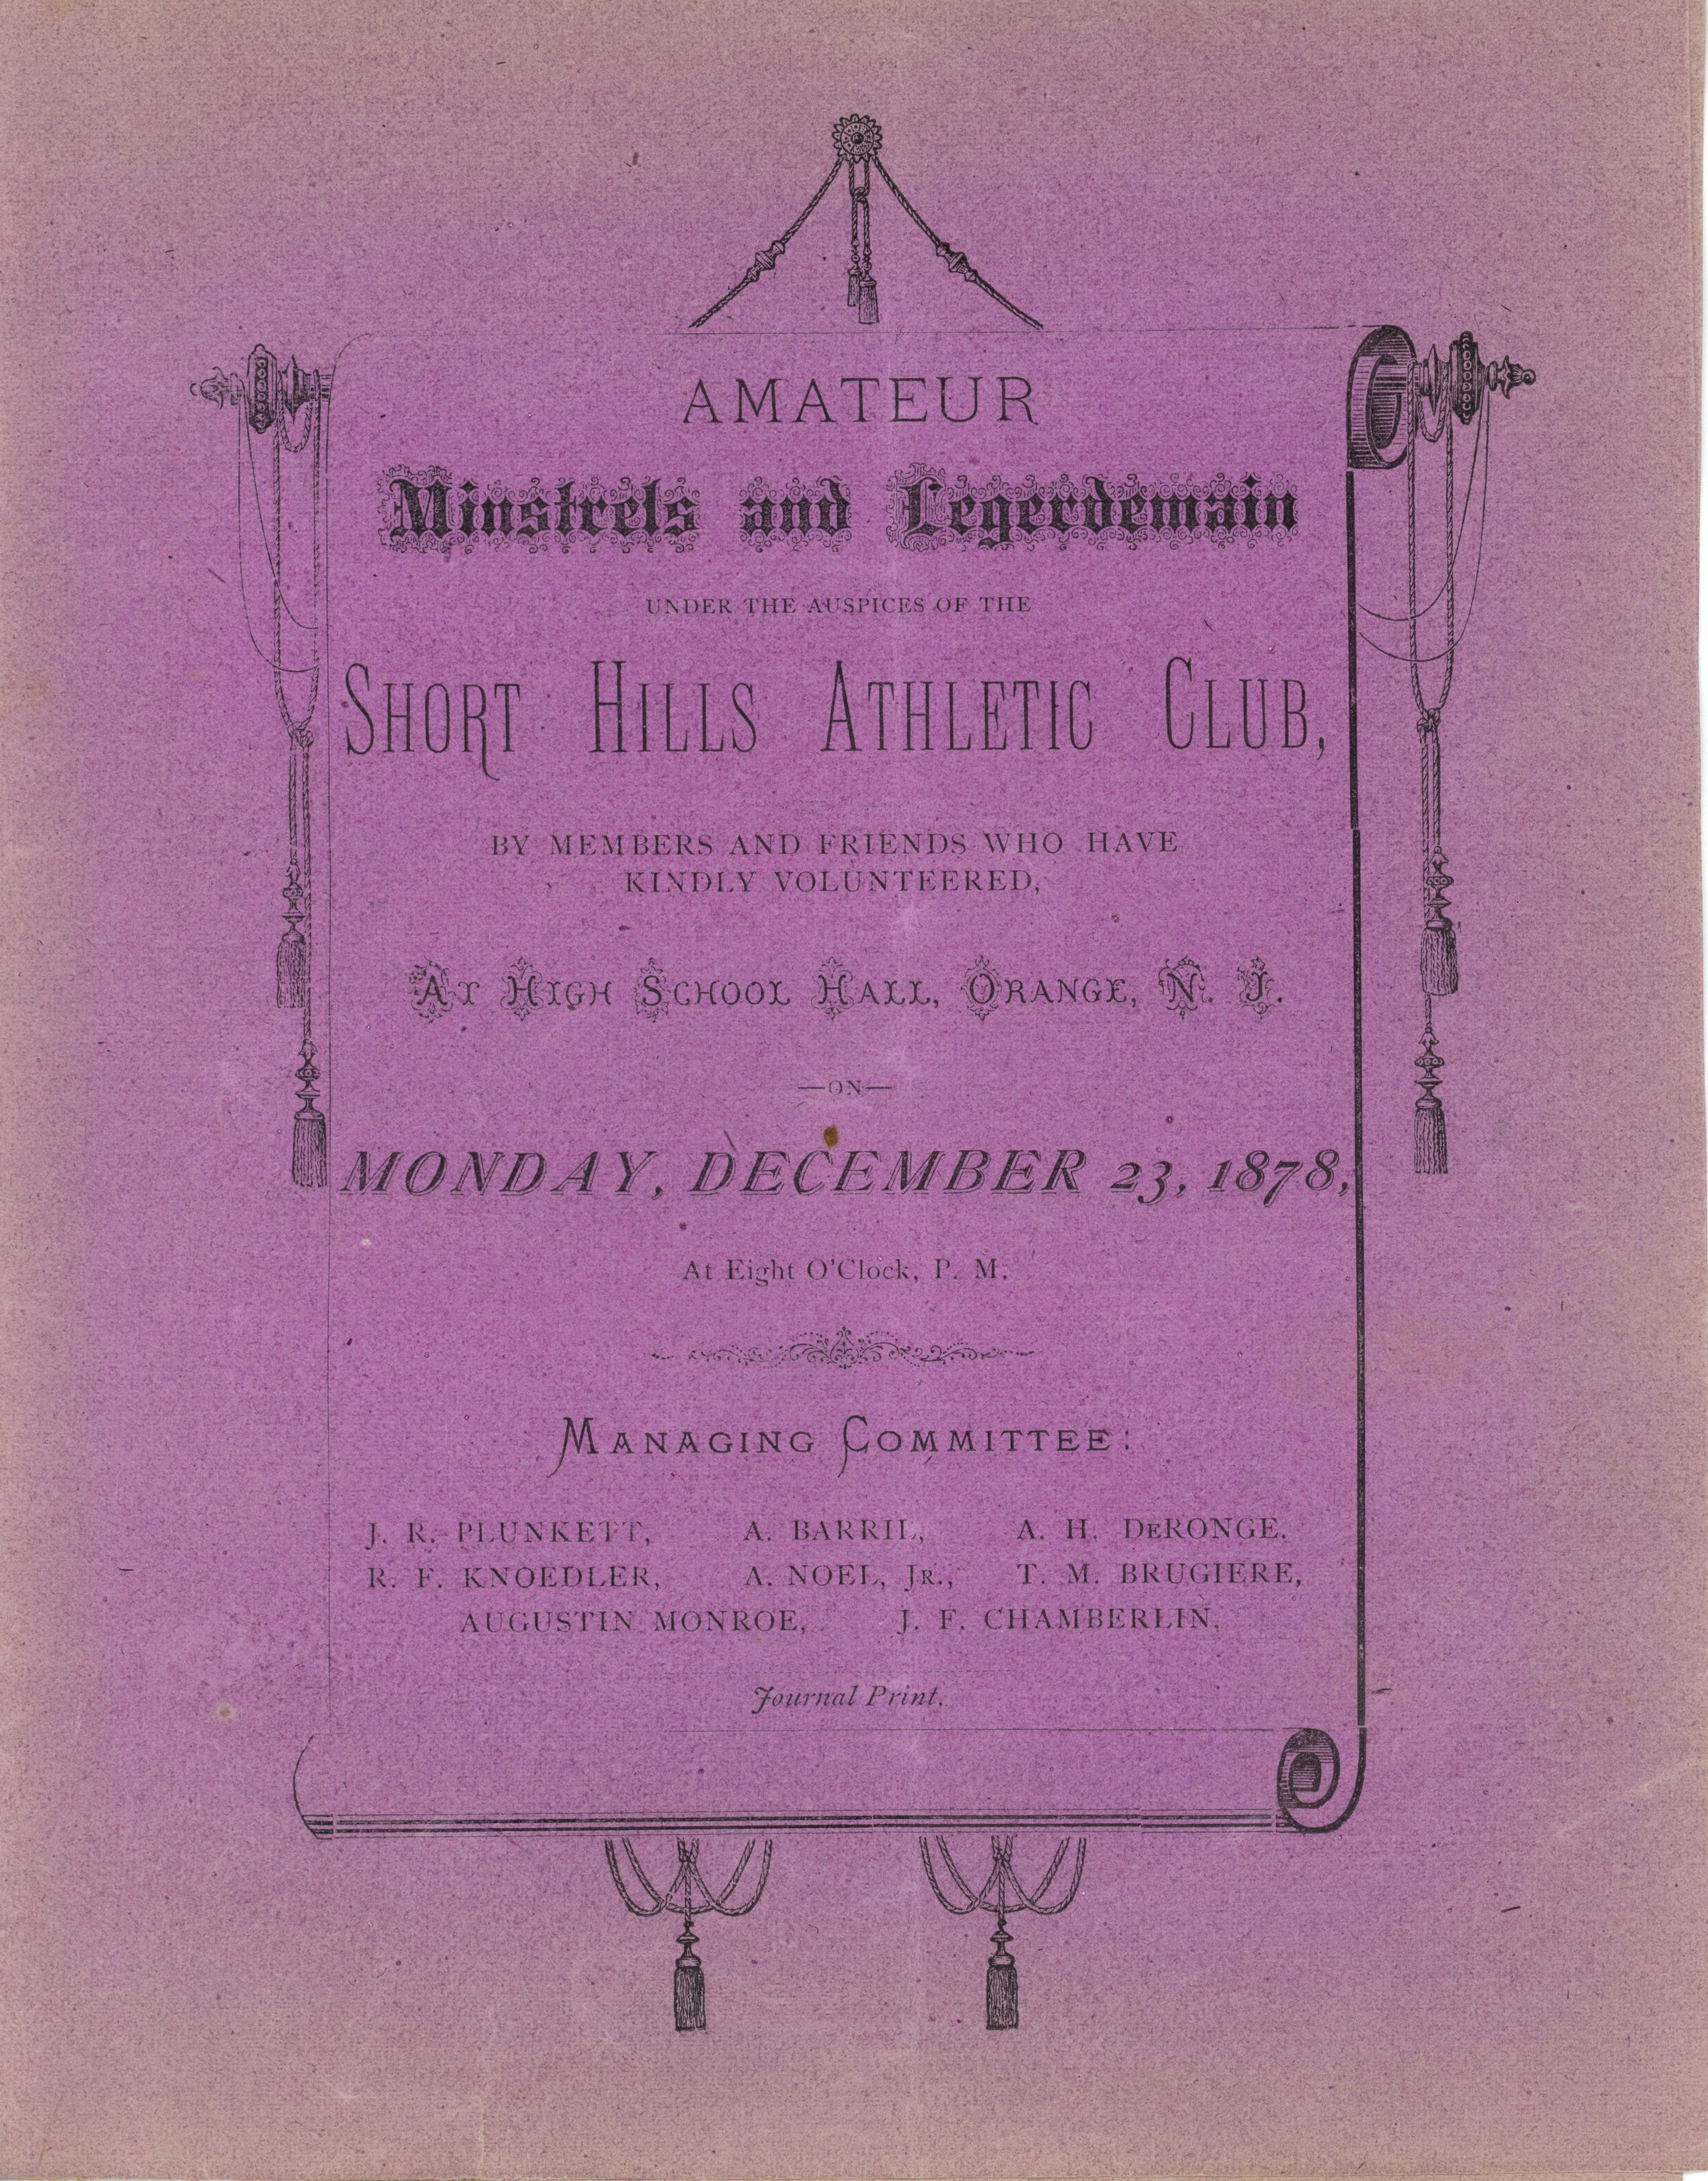 AMATEUR
Minstrels and Legerdemain
UNDER THE AUSPICES OF THE
SHORT HILLS ATHLETIC CLUB,
BY MEMBERS AND FRIENDS WHO HAVE
KINDLY VOLUNTEERED,
AT HIGH SCHOOL HALL, ORANGE, N. J.
—ON—
MONDAY, DECEMBER 23, 1878,
At Eight O'Clock, P. M.
MANAGING COMMITTEE:
J. R. PLUNKETT, A. BARRIL, A. H. DERONGE.
R. F. KNOEDLER, A. NOEL, JR., T. M. BRUGIERE,
AUGUSTIN MONROE, J. F. CHAMBERLIN.
Journal Print.